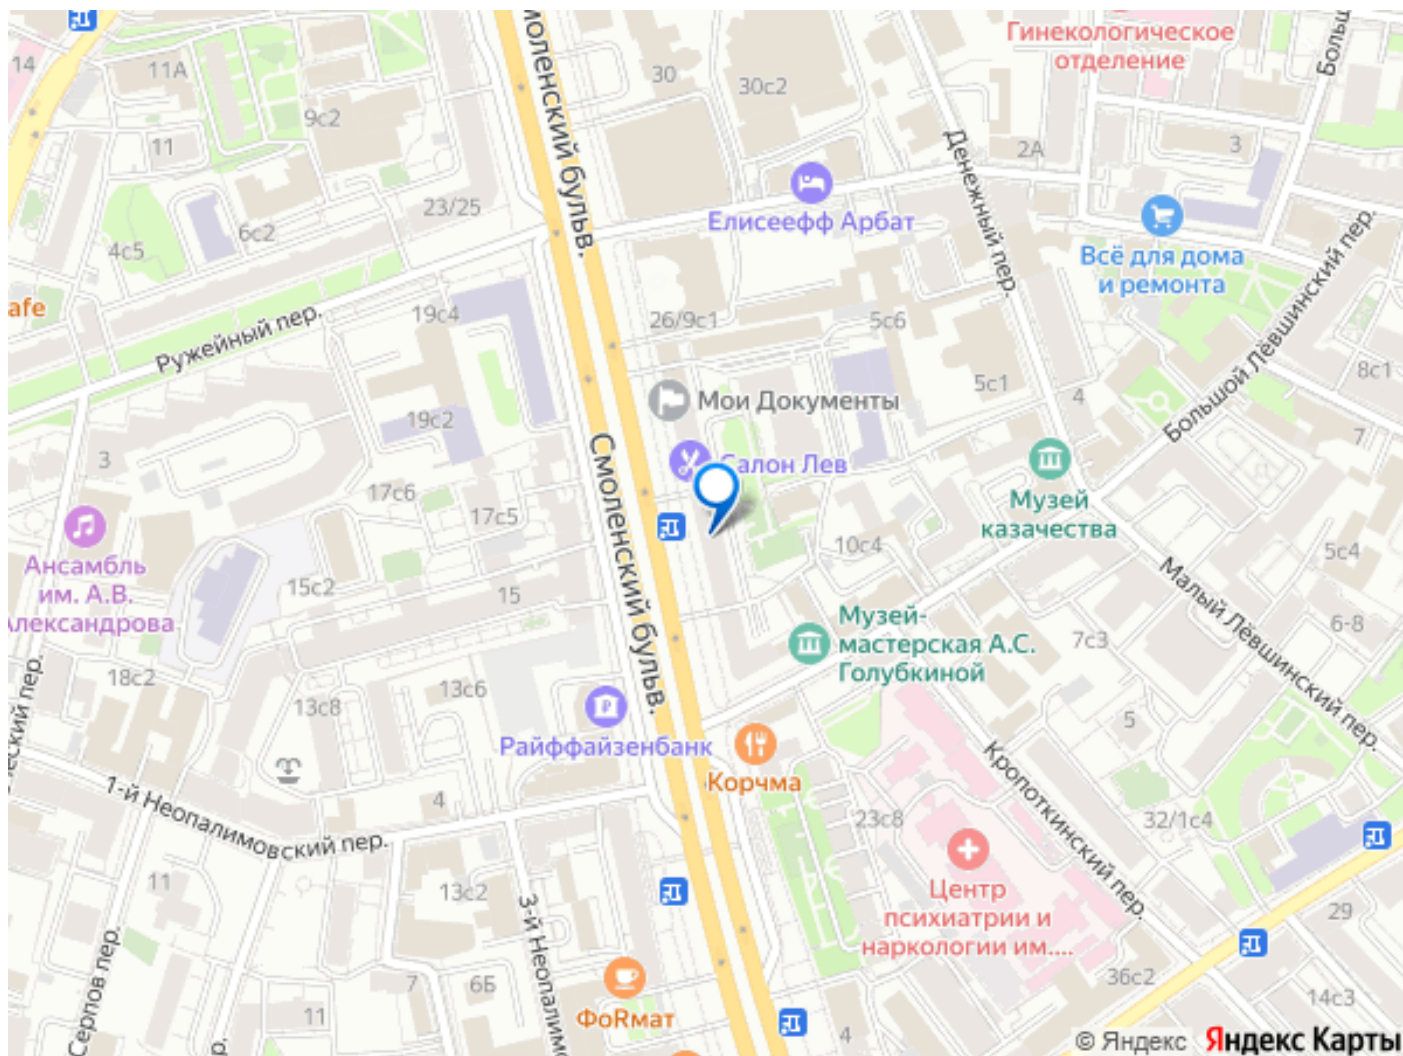 Гинекологическое
отделение
14
11А
30
30с2
Смоленский бульв.
9с2
11
2А
3
Денежный пер.
23/25
Елисеефф Арбат
6с2
4с5
Всё для дома
и ремонта
Большой Лёвшинский пер.
afe
Ружейный пер.
19с4
26/9с1
5с6
5с1
4
8с1
Мои Документы
19с2
7
3
Салон Лев
Музей
казачества
17с6
17с5
Смоленский бульв.
Ансамбль
им. А.В.
Александрова
15с2
15
10с4
5с4
Малый Лёвшинский пер.
Музей-
мастерская А.С.
Голубкиной
7с3
6-8
18с2
13с8
13с6
Райффайзенбанк
5
Корчма
Кропоткинский пер.
1-й Неопалимовский пер.
4
23с8
32/1с4
11
13с2
Центр
психиатрии и
наркологии им....
29
Серпов пер.
7
6Б
36с2
14с3
11
ФоRмат
4
© Яндекс Яндекс Карты